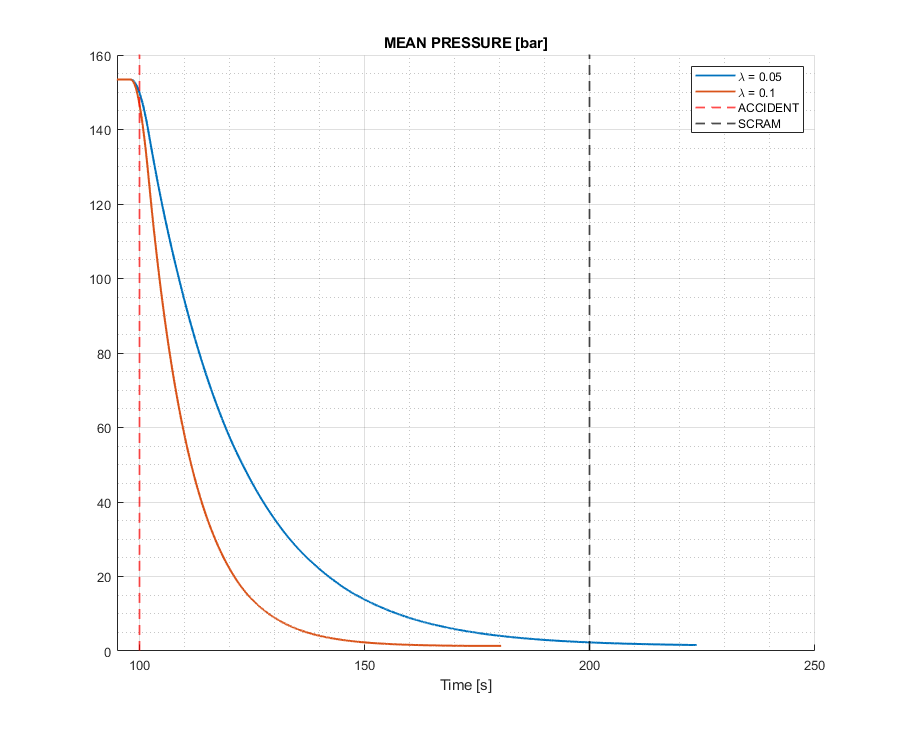 MEAN PRESSURE [bar]
160
140
120
100
80
60
40
20
0
λ = 0.05
λ = 0.1
ACCIDENT
SCRAM
100
150
200
250
Time [s]